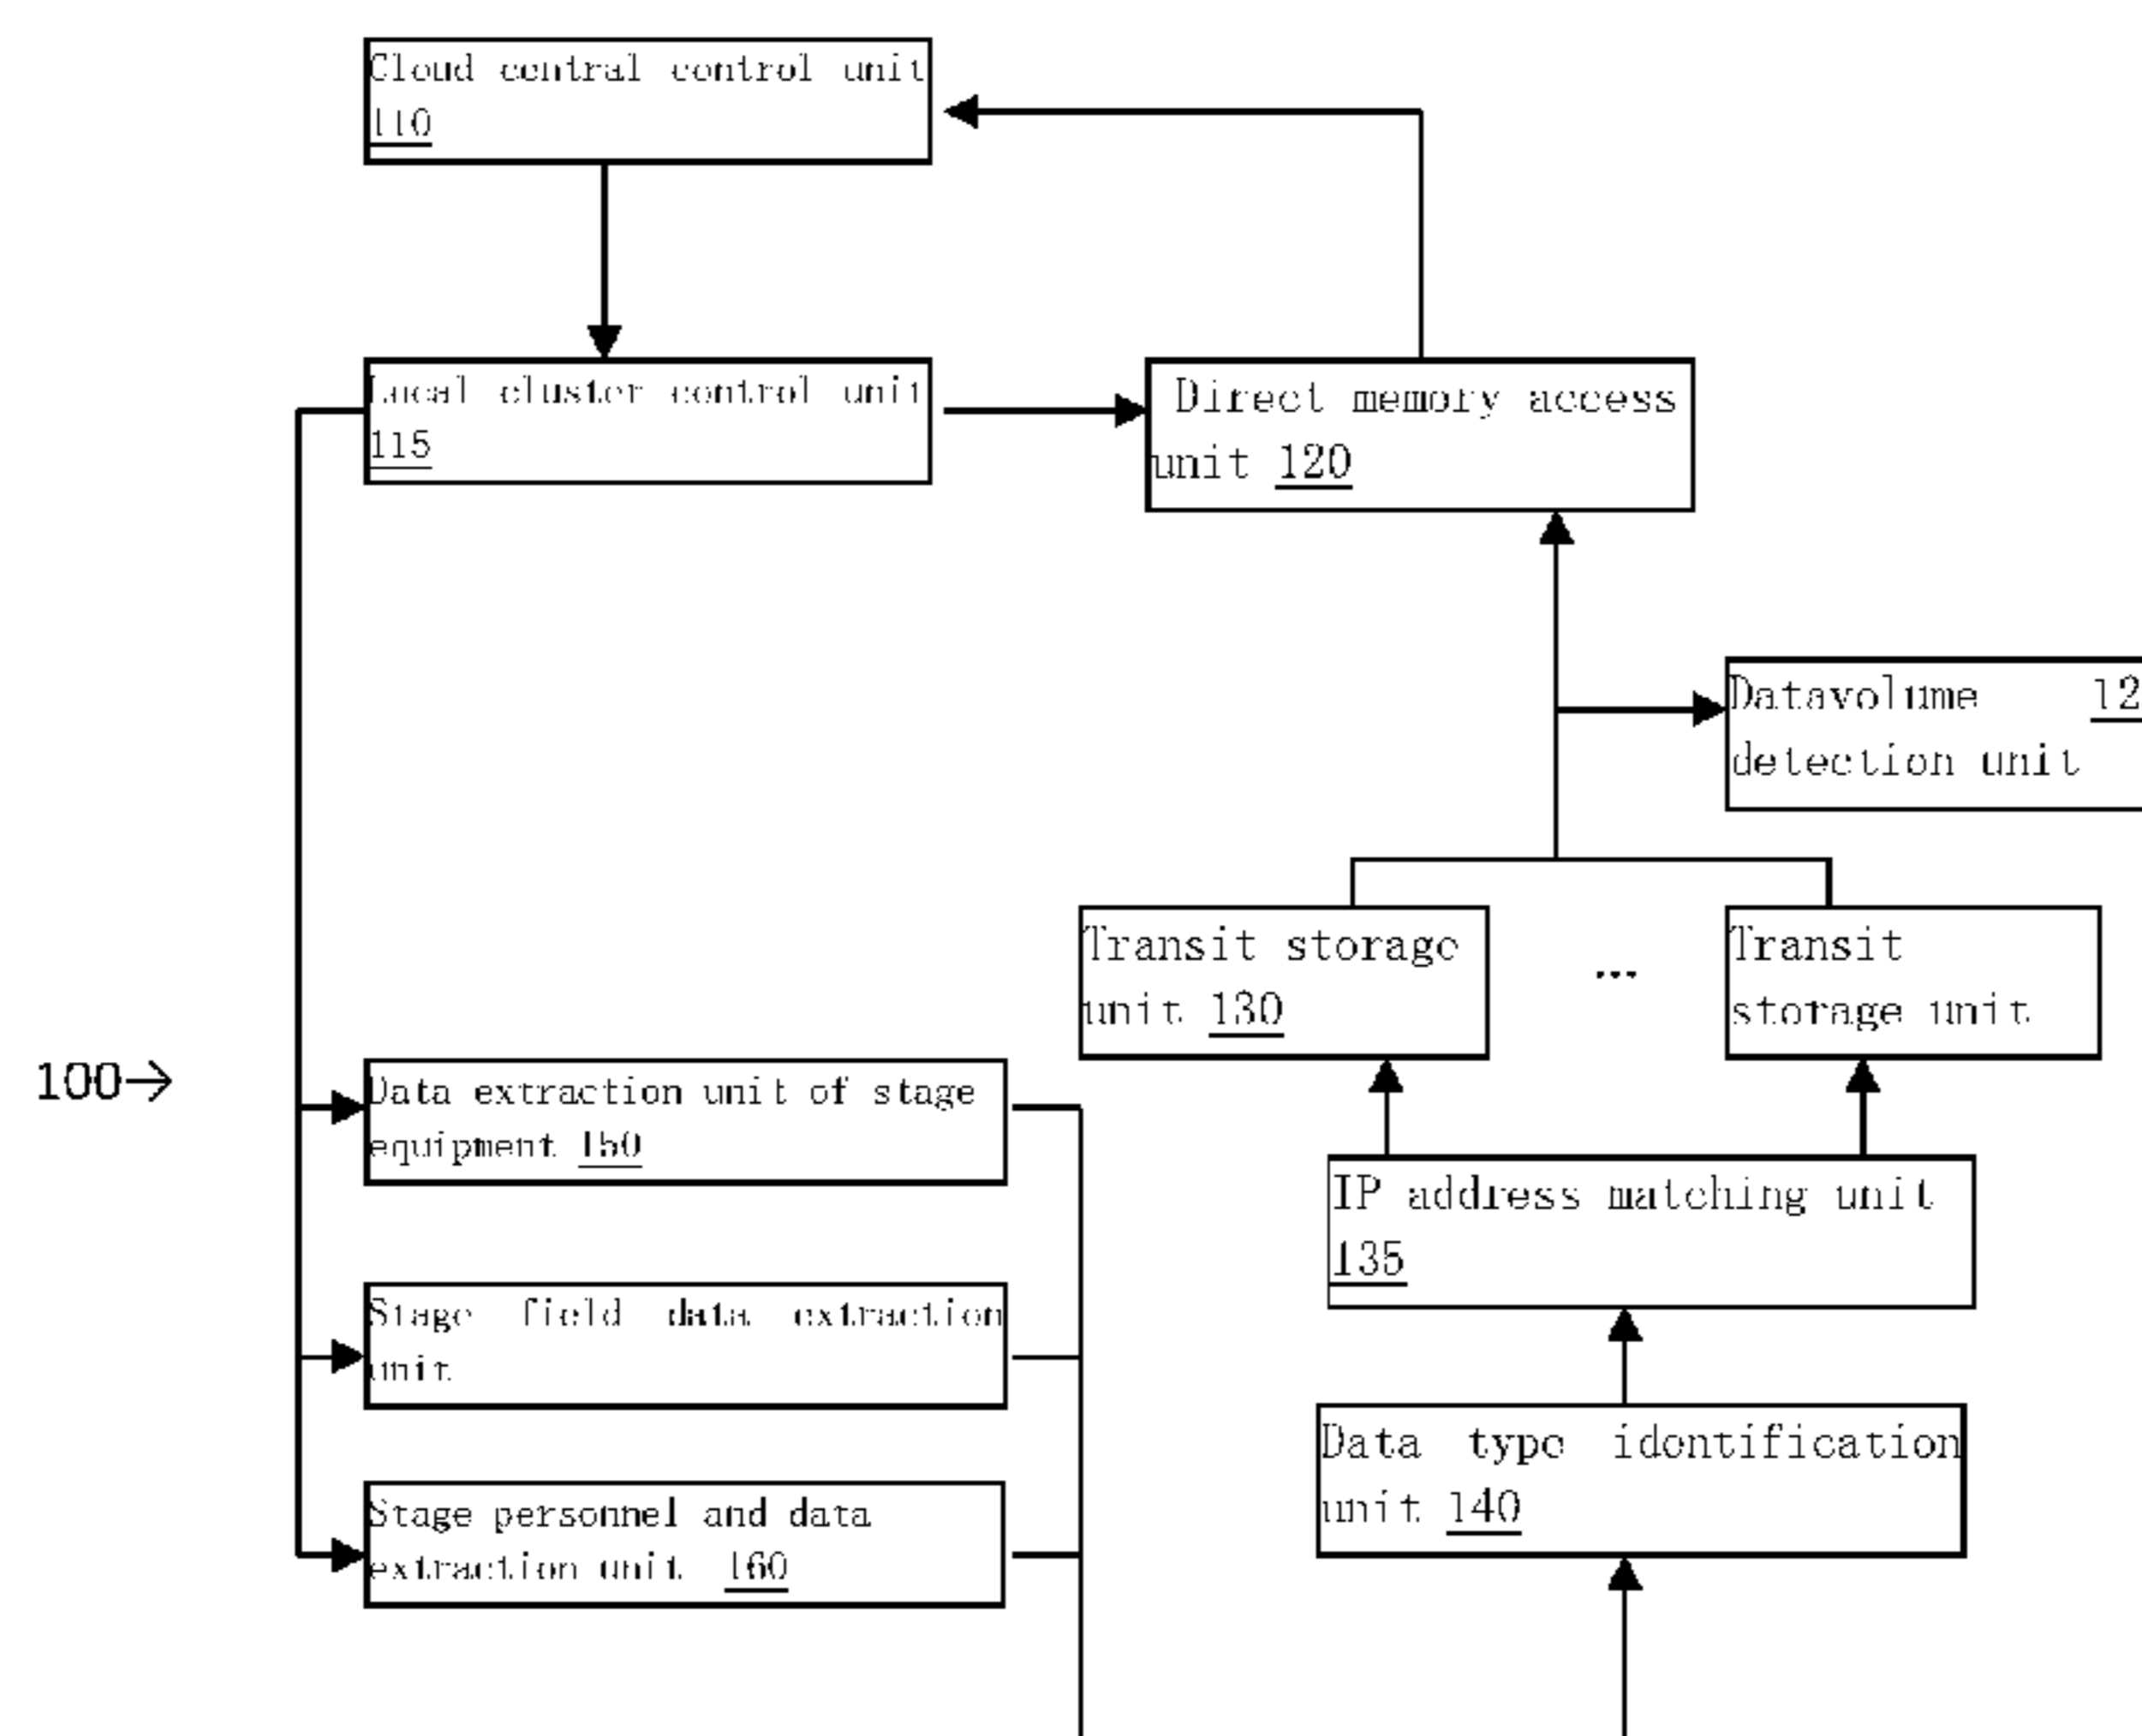 Cloud central control unit
110
Local cluster control unit
115
Direct memory access
unit 120
Datavolume 12
detection unit
Transit storage
unit 130
...
Transit
storage unit
100→
Data extraction unit of stage
equipment 150
IP address matching unit
135
Stage field data extraction
unit
Data type identification
unit 140
Stage personnel and data
extraction unit 160